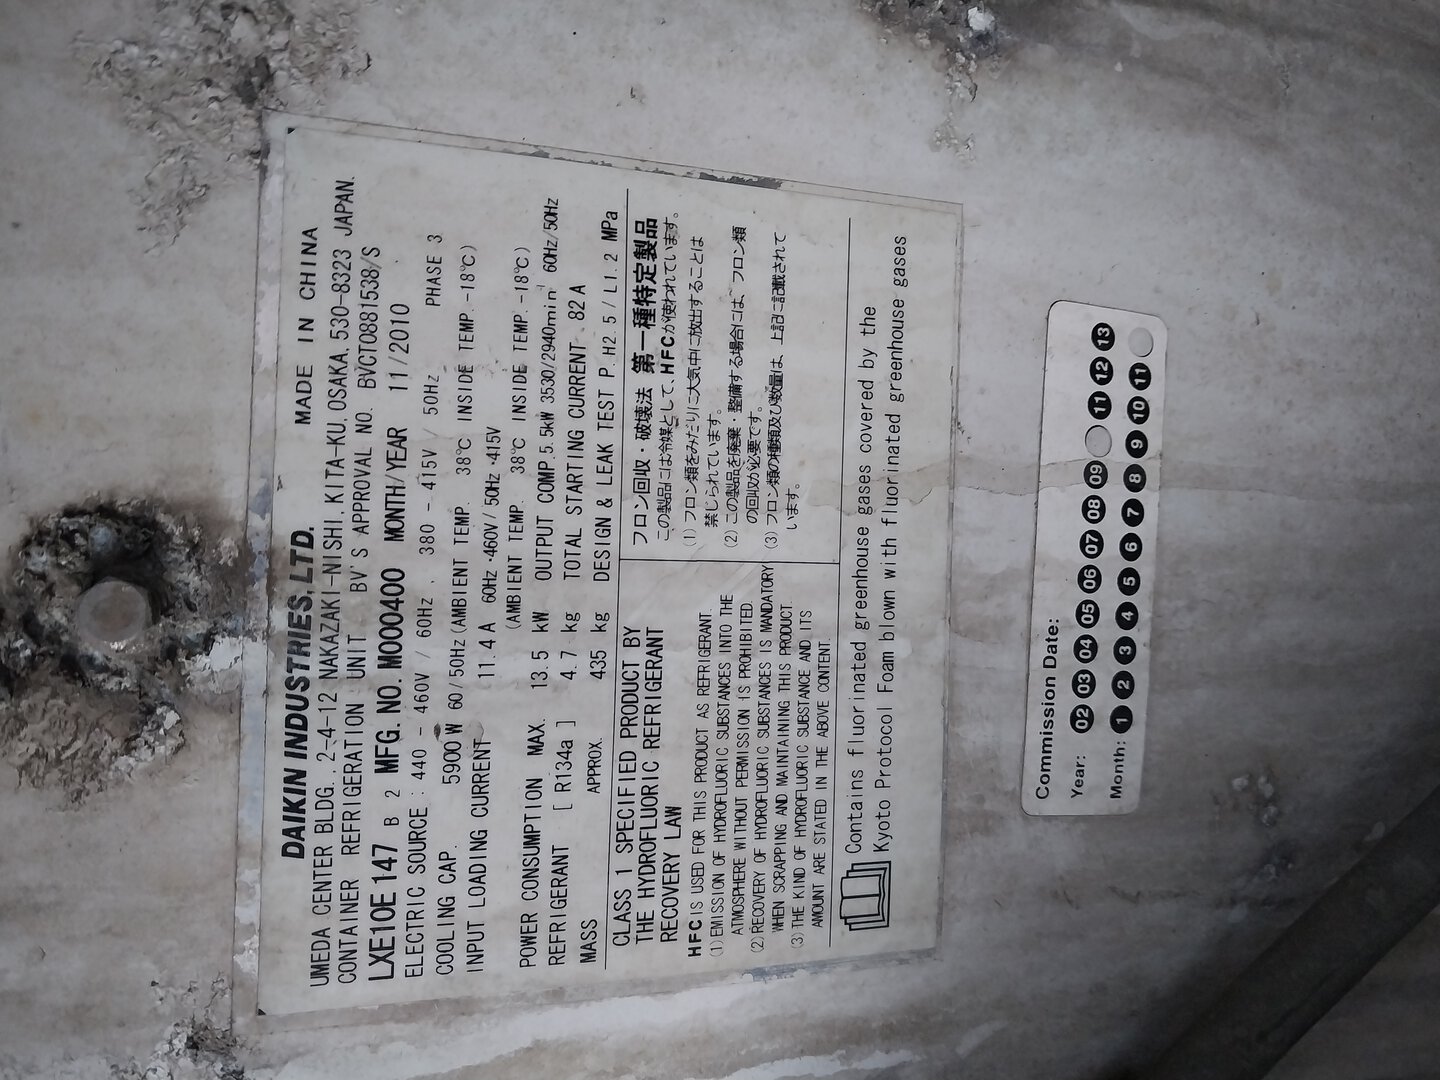 DAIKIN INDUSTRIES, LTD. MADE IN CHINA
UMEDA CENTER BLDG., 2-4-12 NAKAZAKI-NISHI, KITA-KU, OSAKA, 530-8323 JAPAN.
CONTAINER REFRIGERATION UNIT BV'S APPROVAL NO. BVCT0881538/S
LXE10E147 B 2 MFG. NO. M000400 MONTH/YEAR 11/2010
ELECTRIC SOURCE : 440 - 460V / 60Hz, 380 - 415V / 50Hz PHASE 3
COOLING CAP. 5900 W 60/50Hz (AMBIENT TEMP. 38℃ INSIDE TEMP. -18℃)
INPUT LOADING CURRENT 11.4 A 60Hz·460V/50Hz·415V
(AMBIENT TEMP. 38℃ INSIDE TEMP. -18℃)
POWER CONSUMPTION MAX. 13.5 kW OUTPUT COMP. 5.5kW 3530/2940min⁻¹ 60Hz/50Hz
REFRIGERANT [ R134a ] 4.7 kg TOTAL STARTING CURRENT 82 A
MASS APPROX. 435 kg DESIGN & LEAK TEST P. H2.5/L1.2 MPa
CLASS 1 SPECIFIED PRODUCT BY
THE HYDROFLUORIC REFRIGERANT
RECOVERY LAW
HFC IS USED FOR THIS PRODUCT AS REFRIGERANT.
(1) EMISSION OF HYDROFLUORIC SUBSTANCES INTO THE
ATMOSPHERE WITHOUT PERMISSION IS PROHIBITED.
(2) RECOVERY OF HYDROFLUORIC SUBSTANCES IS MANDATORY
WHEN SCRAPPING AND MAINTAINING THIS PRODUCT
(3) THE KIND OF HYDROFLUORIC SUBSTANCE AND ITS
AMOUNT ARE STATED IN THE ABOVE CONTENT.
フロン回収・破壊法 第一種特定製品
この製品には冷媒として、HFCが使われています。
(1) フロン類をみだりに大気中に放出することは
禁じられています。
(2) この製品を廃棄・整備する場合には、フロン類
の回収が必要です。
(3) フロン類の種類及び数量は、上記に記載されて
います。
Contains fluorinated greenhouse gases covered by the
Kyoto Protocol Foam blown with fluorinated greenhouse gases
Commission Date:
Year: 02 03 04 05 06 07 08 09 11 12 13
Month: 1 2 3 4 5 6 7 8 9 10 11